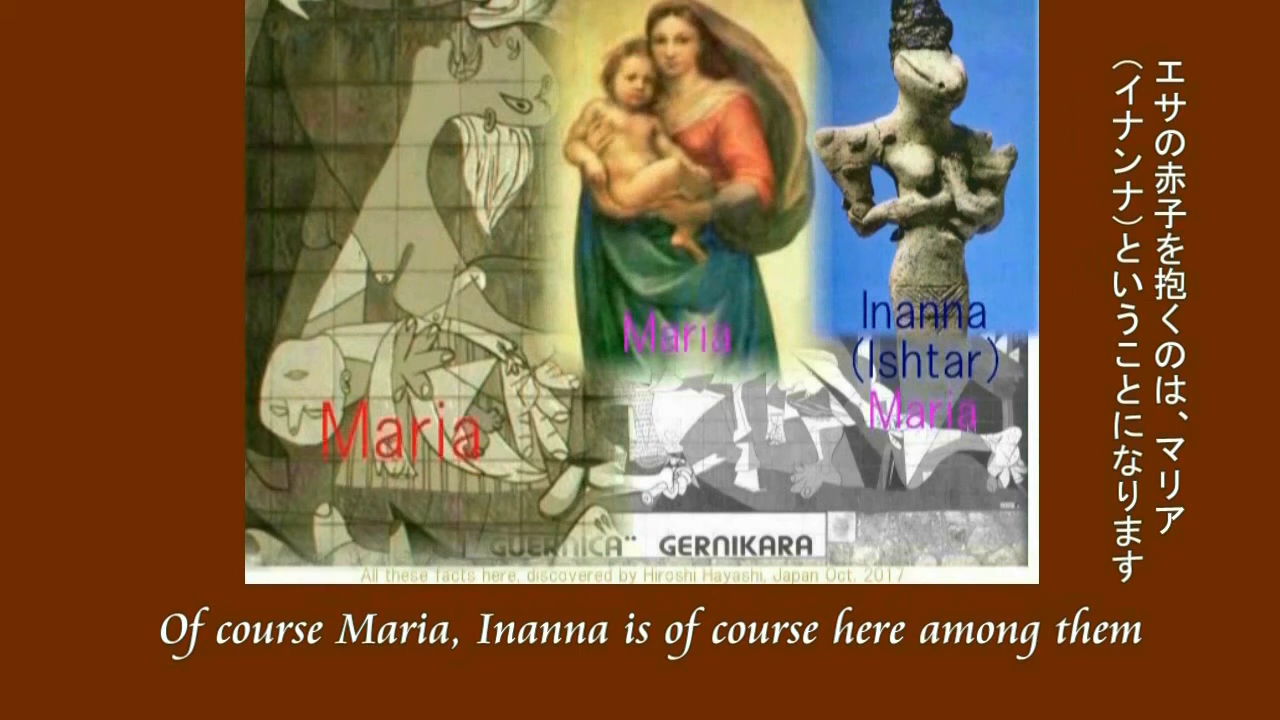 エサの赤子を抱くのは、マリア
（イナンナ）ということになります
Inanna
(Ishtar)
Maria
Maria
Maria
"GUERNICA" GERNIKARA
All these facts here, discovered by Hiroshi Hayashi, Japan Oct. 2017
Of course Maria, Inanna is of course here among them